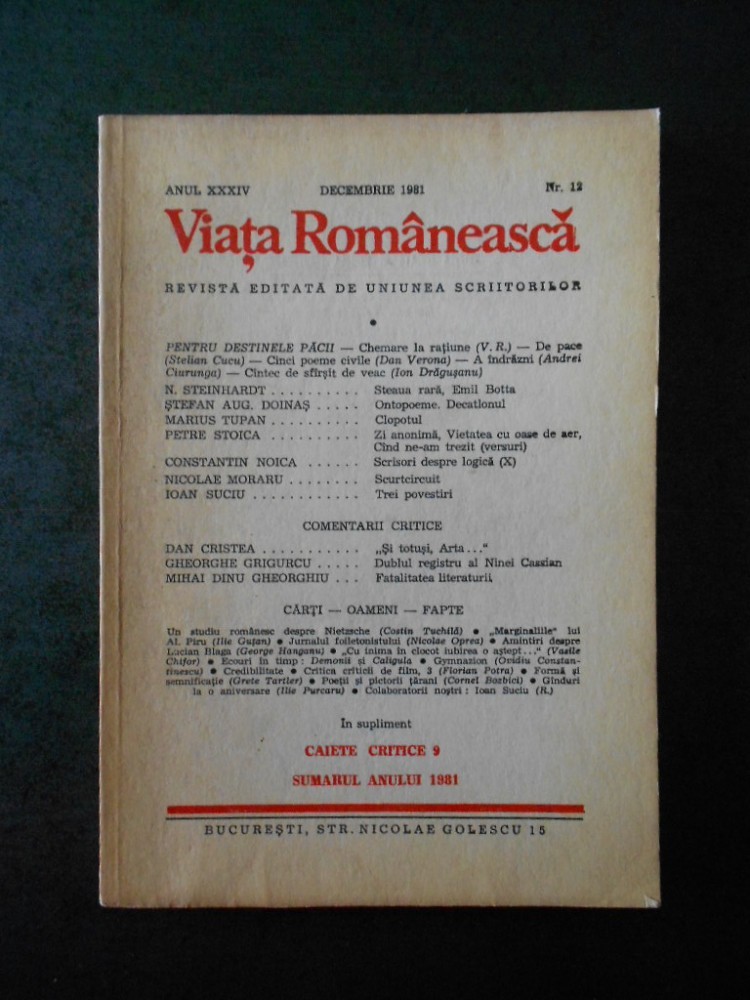 ANUL XXXIV DECEMBRIE 1981 Nr. 12
Viața Românească
REVISTĂ EDITATĂ DE UNIUNEA SCRIITORILOR
●
PENTRU DESTINELE PĂCII — Chemare la rațiune (V. R.) — De pace
(Stelian Cucu) — Cinci poeme civile (Dan Verona) — A îndrăzni (Andrei
Ciurunga) — Cîntec de sfîrșit de veac (Ion Drăgușanu)
N. STEINHARDT .......... Steaua rară, Emil Botta
ȘTEFAN AUG. DOINAȘ ..... Ontopoeme. Decationul
MARIUS TUPAN .......... Clopotul
PETRE STOICA .......... Zi anonimă, Vietatea cu oase de aer,
Cînd ne-am trezit (versuri)
CONSTANTIN NOICA ...... Scrisori despre logică (X)
NICOLAE MORARU ........ Scurtcircuit
IOAN SUCIU ............ Trei povestiri
COMENTARII CRITICE
DAN CRISTEA ........... „Și totuși, Arta ...“
GHEORGHE GRIGURCU ..... Dublul registru al Ninei Cassian
MIHAI DINU GHEORGHIU ... Fatalitatea literaturii
CĂRȚI — OAMENI — FAPTE
Un studiu românesc despre Nietzsche (Costin Tuchilă) ● „Marginaliile“ lui
Al. Piru (Ilie Guțan) ● Jurnalul foiletonistului (Nicolae Oprea) ● Amintiri despre
Lucian Blaga (George Hanganu) ● „Cu inima în clocot iubirea o aștept ...“ (Vasile
Chifor) ● Ecouri în timp : Demonii și Caligula ● Gymnazion (Ovidiu Constan-
tinescu) ● Credibilitate ● Critica criticii de film, 3 (Florian Potra) ● Formă și
semnificație (Grete Tartler) ● Poeții și pictorii țărani (Cornel Bozbici) ● Gînduri
la o aniversare (Ilie Purcaru) ● Colaboratorii noștri : Ioan Suciu (R.)
În supliment
CAIETE CRITICE 9
SUMARUL ANULUI 1981
BUCUREȘTI, STR. NICOLAE GOLESCU 15